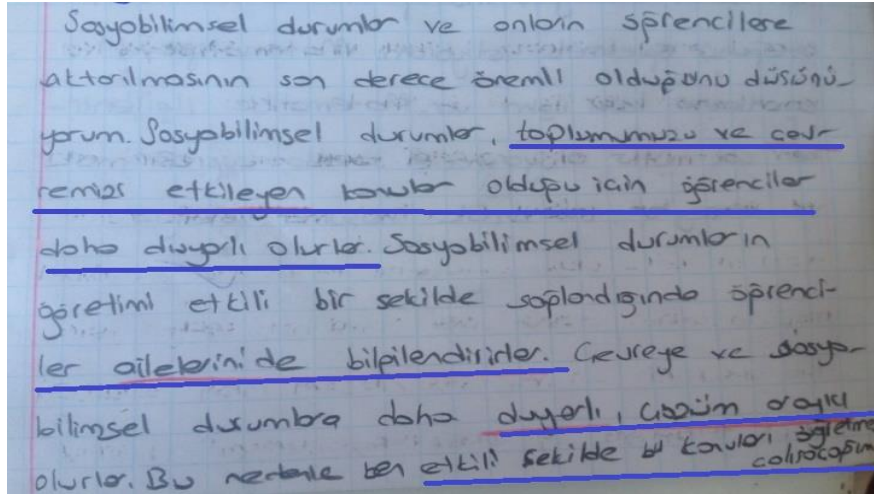 Sosyobilimsel durumlar ve onların öğrencilere
aktarılmasının son derece önemli olduğunu düşünü-
yorum. Sosyobilimsel durumlar, toplumumuzu ve çev-
remizi etkileyen konular olduğu için öğrenciler
daha duyarlı olurlar. Sosyobilimsel durumların
öğretimi etkili bir şekilde sağlandığında öğrenci-
ler ailelerini de bilgilendirirler. Çevreye ve sosyo-
bilimsel durumlara daha duyarlı, çözüm arayıcı
olurlar. Bu nedenle ben etkili şekilde bu konuları öğretme
çalışacağım